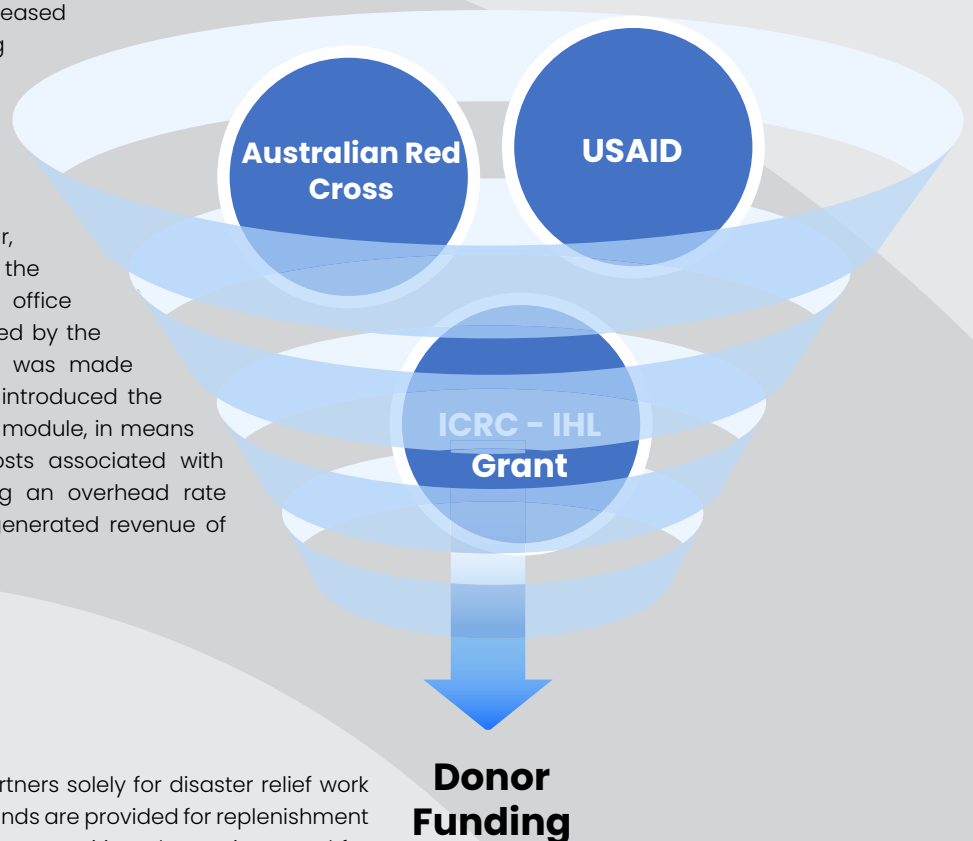 eased
g
Australian Red
Cross
USAID
r,
the
office
ed by the
was made
introduced the
module, in means
osts associated with
g an overhead rate
generated revenue of
ICRC - IHL
Grant
Donor
Funding
rtners solely for disaster relief work
nds are provided for replenishment